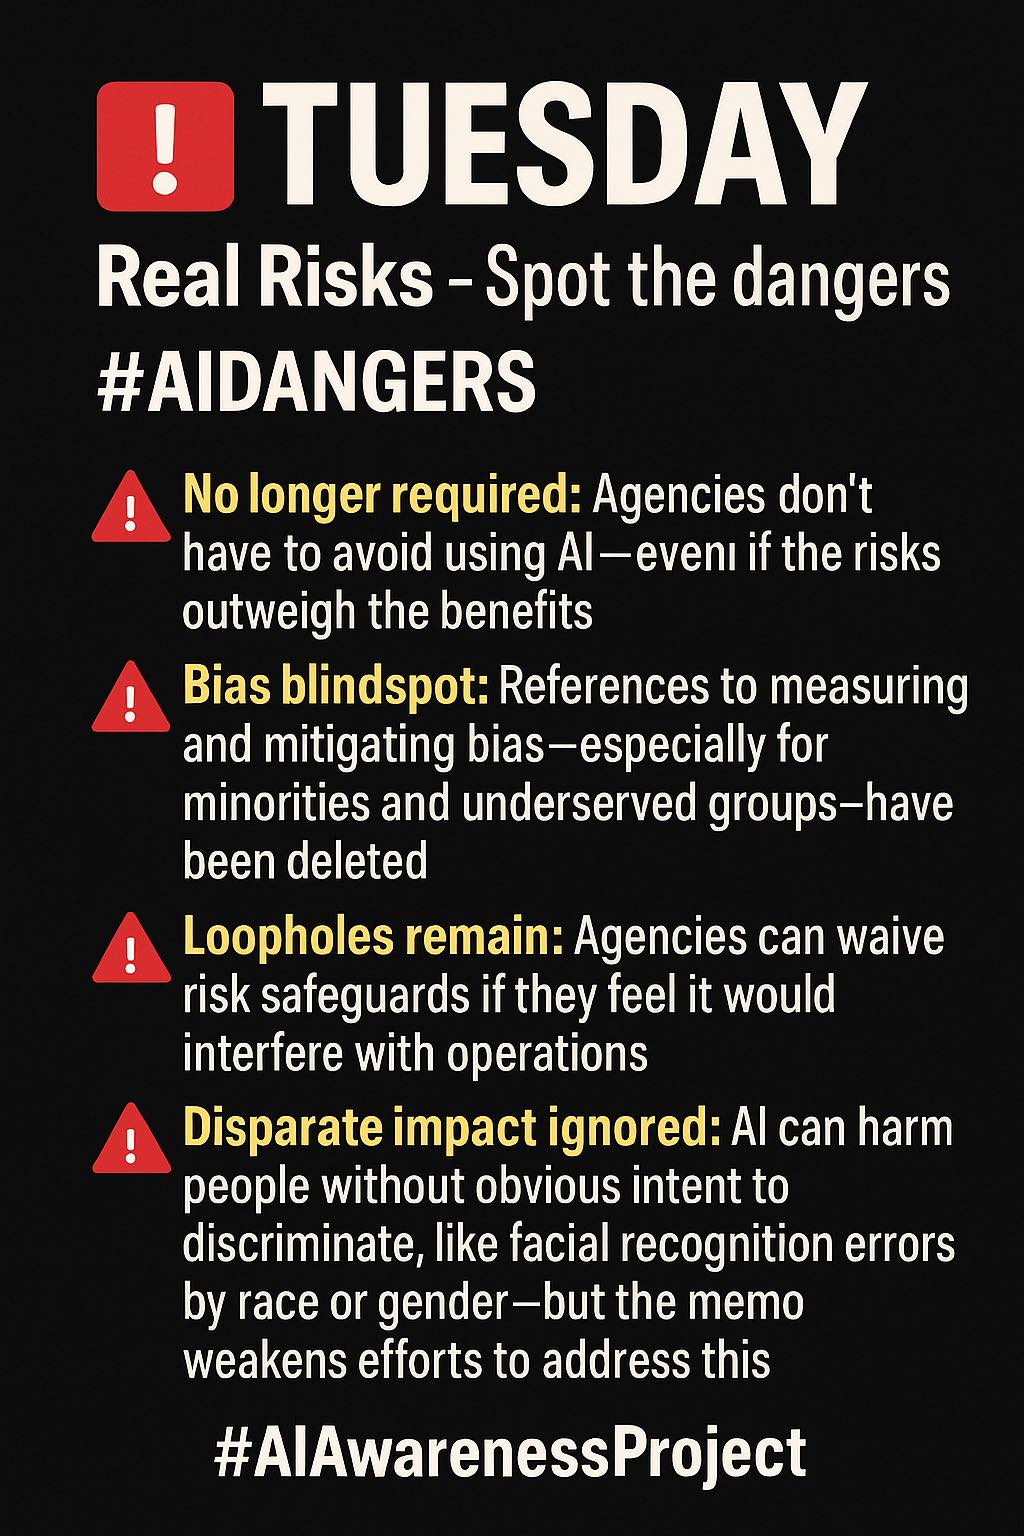 ! TUESDAY
Real Risks – Spot the dangers
#AIDANGERS
! No longer required: Agencies don't
have to avoid using AI—evenı if the risks
outweigh the benefits
! Bias blindspot: References to measuring
and mitigating bias—especially for
minorities and underserved groups—have
been deleted
! Loopholes remain: Agencies can waive
risk safeguards if they feel it would
interfere with operations
! Disparate impact ignored: AI can harm
people without obvious intent to
discriminate, like facial recognition errors
by race or gender—but the memo
weakens efforts to address this
#AIAwarenessProject